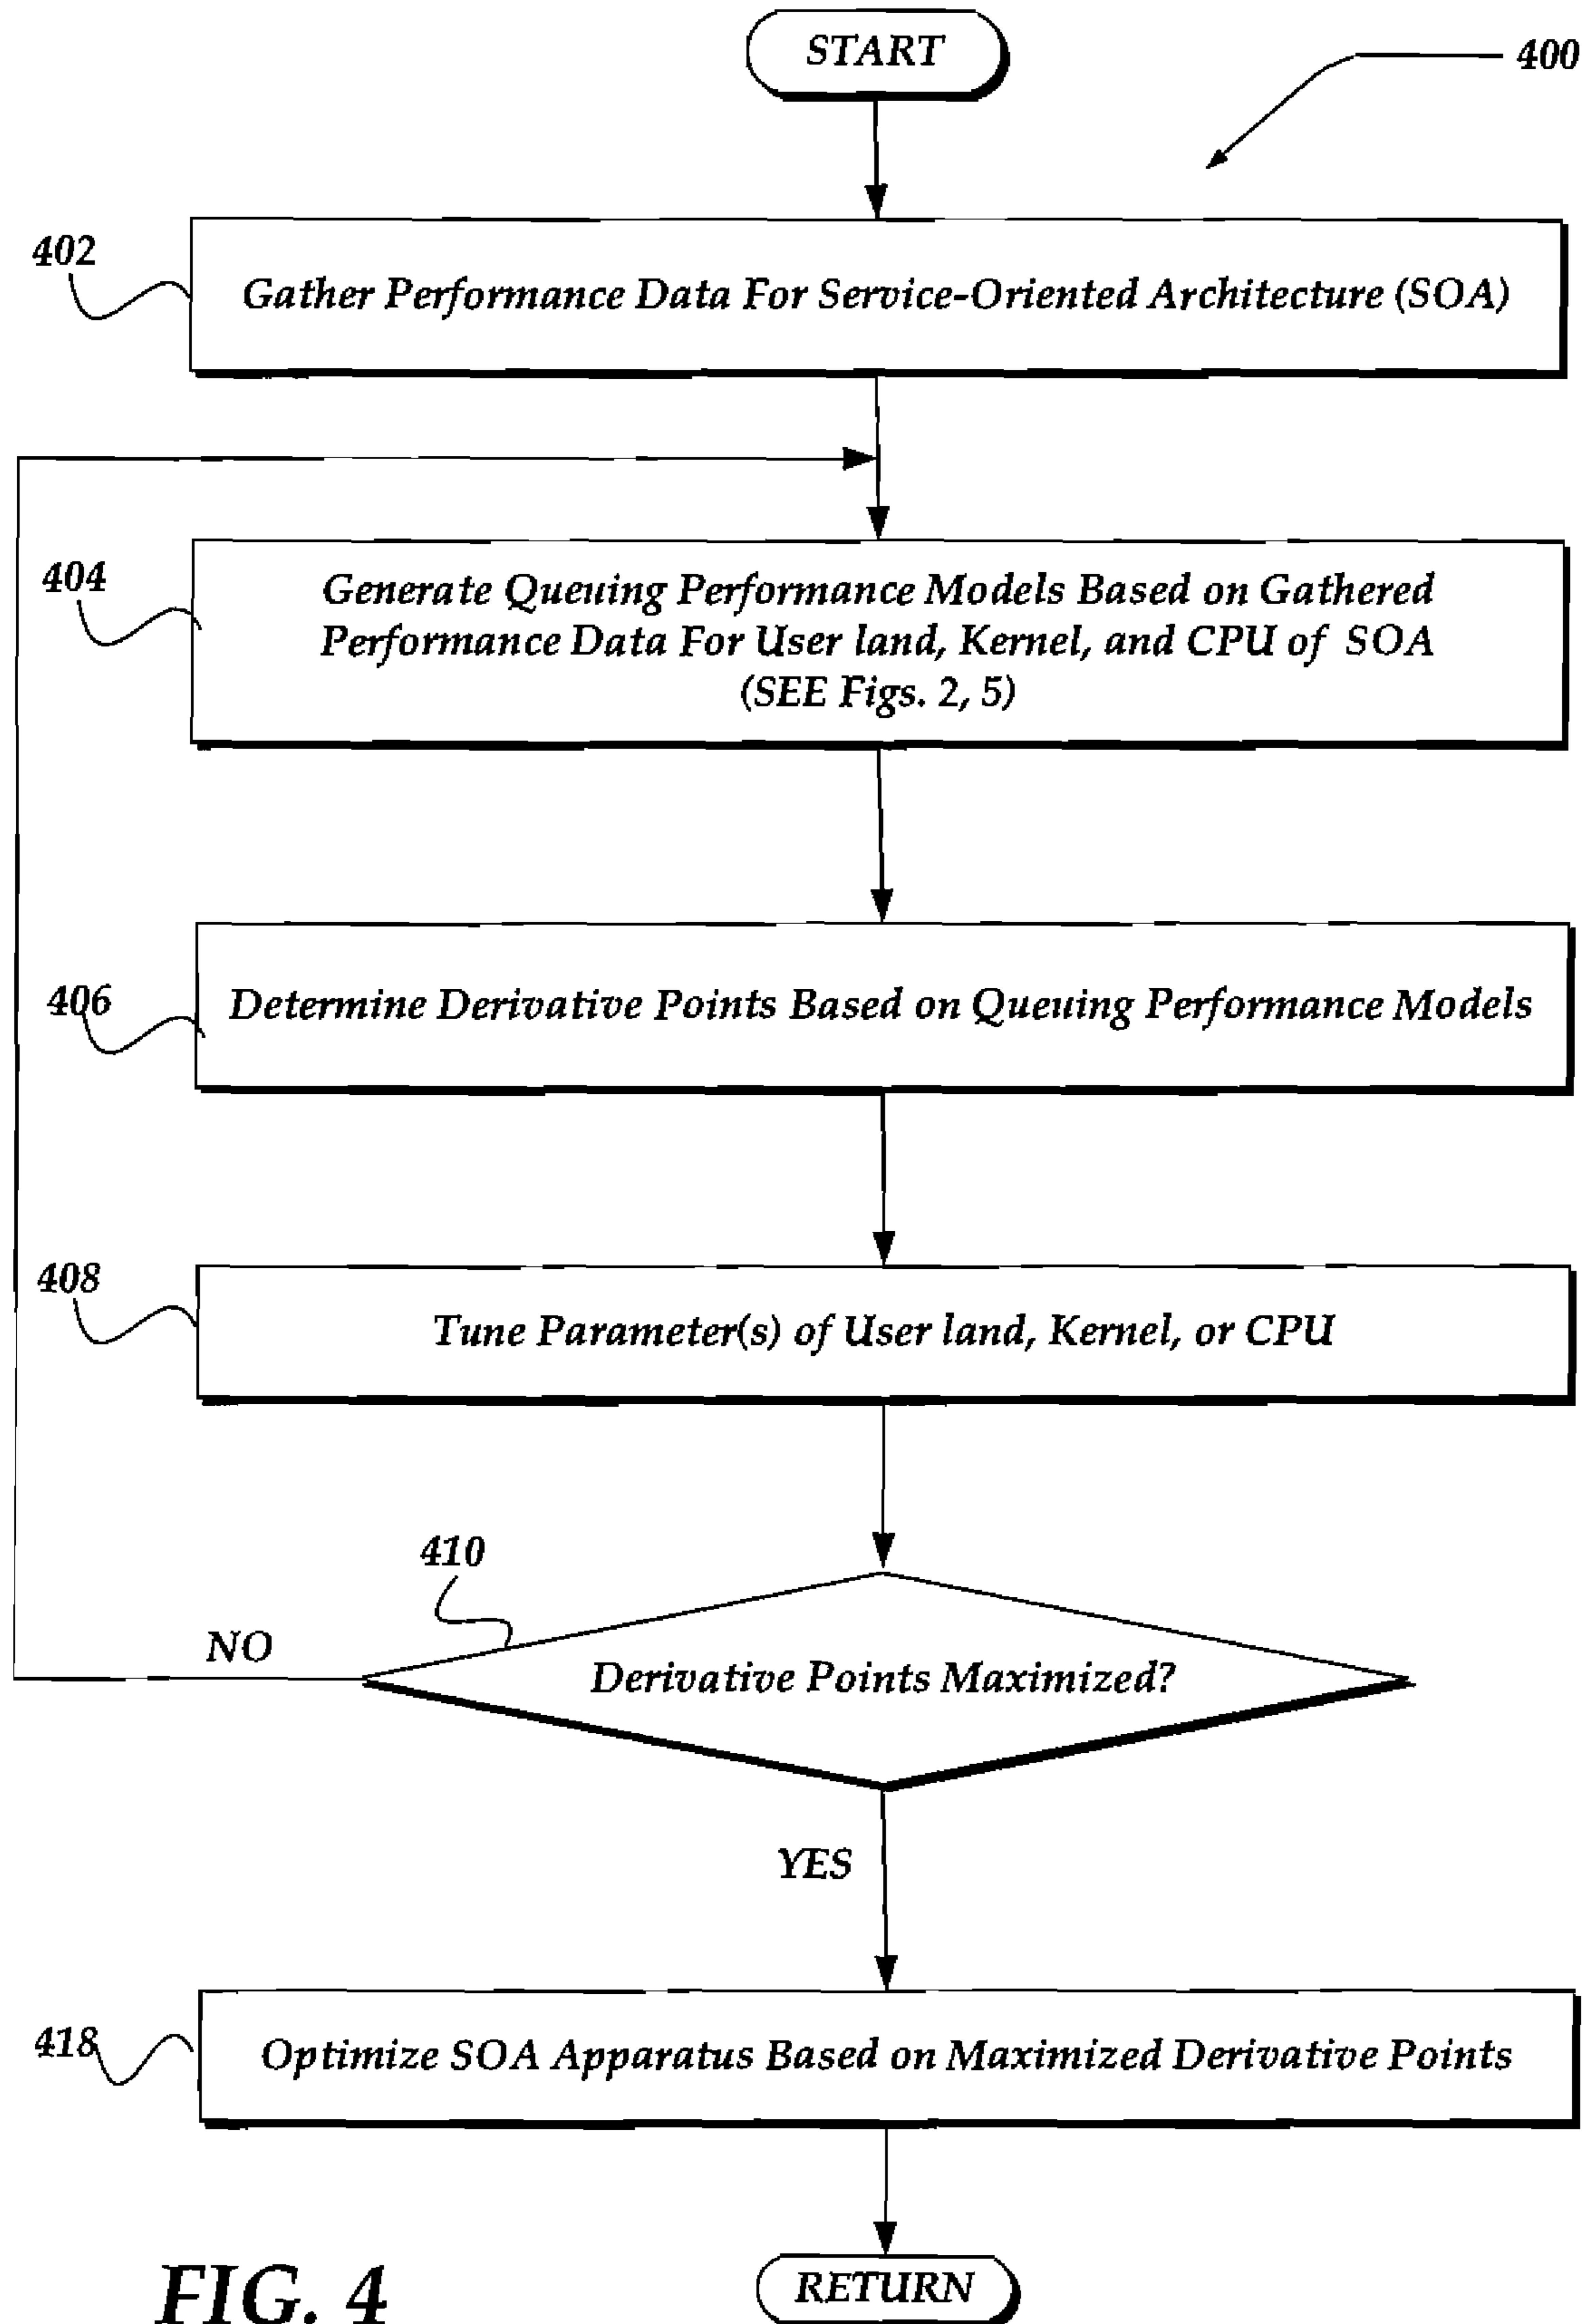 START
400
402
Gather Performance Data For Service-Oriented Architecture (SOA)
404
Generate Queuing Performance Models Based on Gathered
Performance Data For User land, Kernel, and CPU of SOA
(SEE Figs. 2, 5)
406
Determine Derivative Points Based on Queuing Performance Models
408
Tune Parameter(s) of User land, Kernel, or CPU
410
NO
Derivative Points Maximized?
YES
418
Optimize SOA Apparatus Based on Maximized Derivative Points
RETURN
FIG. 4